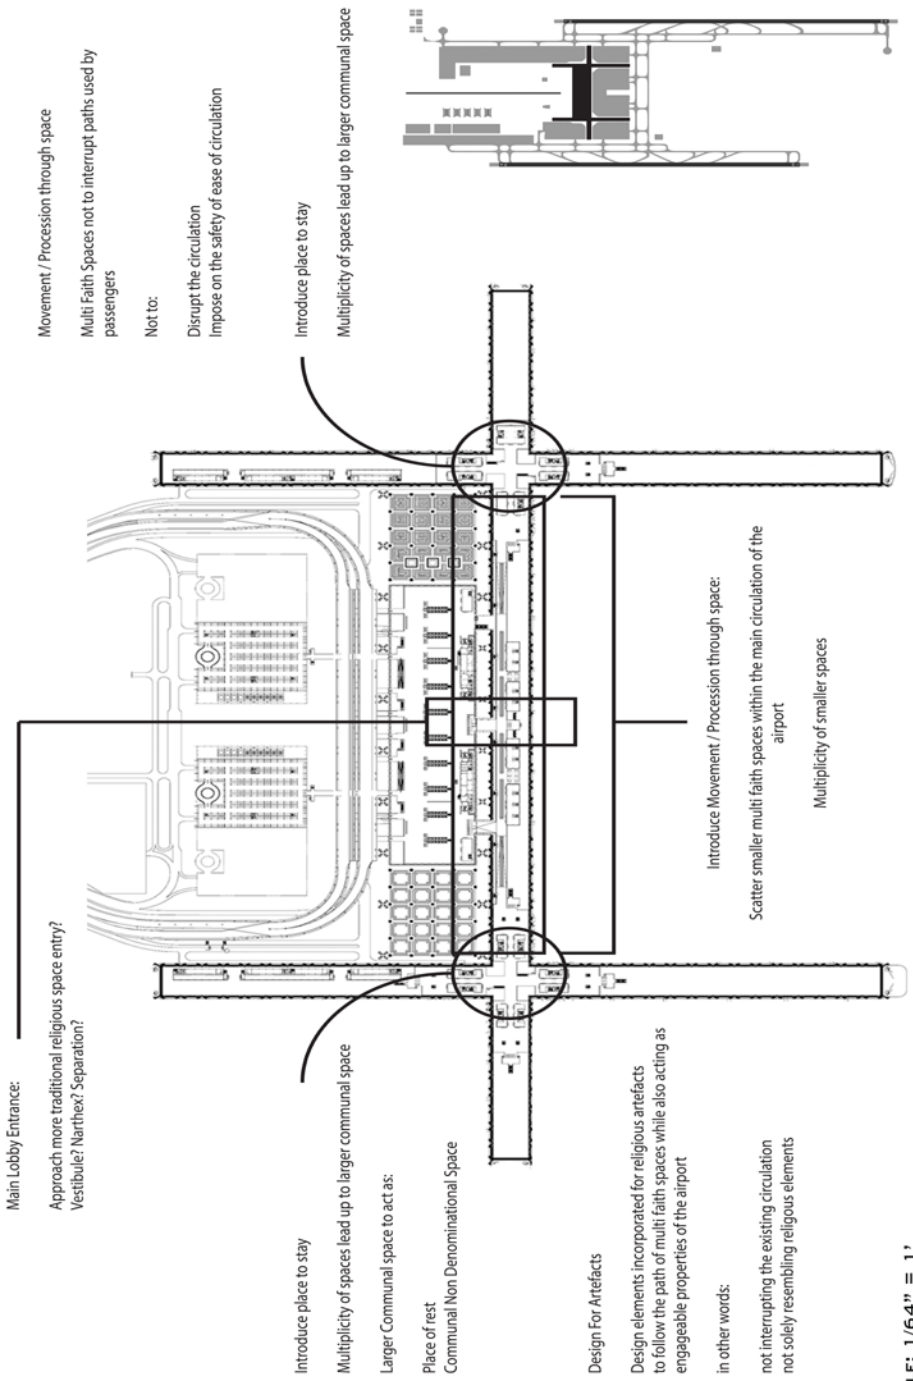 Main Lobby Entrance:
Approach more traditional religious space entry?
Vestibule? Narthex? Separation?
Movement / Procession through space
Multi Faith Spaces not to interrupt paths used by
passengers
Not to:
Disrupt the circulation
Impose on the safety of ease of circulation
Introduce place to stay
Multiplicity of spaces lead up to larger communal space
Introduce place to stay
Multiplicity of spaces lead up to larger communal space
Larger Communal space to act as:
Place of rest
Communal Non Denominational Space
Design For Artefacts
Design elements incorporated for religious artefacts
to follow the path of multi faith spaces while also acting as
engageable properties of the airport
in other words:
not interrupting the existing circulation
not solely resembling religous elements
Introduce Movement / Procession through space:
Scatter smaller multi faith spaces within the main circulation of the
airport
Multiplicity of smaller spaces
LE: 1/64" = 1'